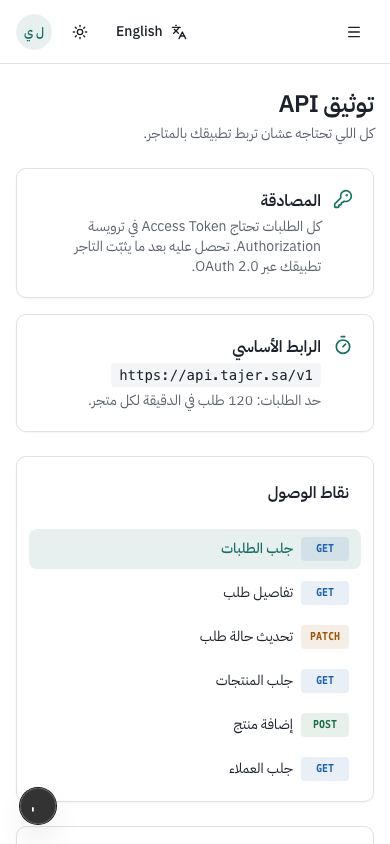 English
ل ي
توثيق API
كل اللي تحتاجه عشان تربط تطبيقك بالمتاجر.
المصادقة
كل الطلبات تحتاج Access Token في ترويسة
Authorization. تحصل عليه بعد ما يثبّت التاجر
تطبيقك عبر OAuth 2.0.
الرابط الأساسي
https://api.tajer.sa/v1
حد الطلبات: 120 طلب في الدقيقة لكل متجر.
نقاط الوصول
GET جلب الطلبات
GET تفاصيل طلب
PATCH تحديث حالة طلب
GET جلب المنتجات
POST إضافة منتج
GET جلب العملاء